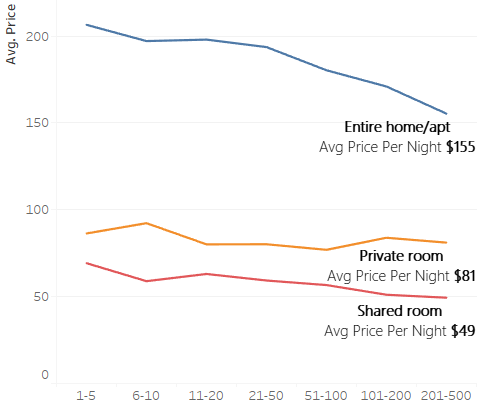 Avg. Price
200
150
100
50
0
Entire home/apt
Avg Price Per Night $155
Private room
Avg Price Per Night $81
Shared room
Avg Price Per Night $49
1-5 6-10 11-20 21-50 51-100 101-200 201-500